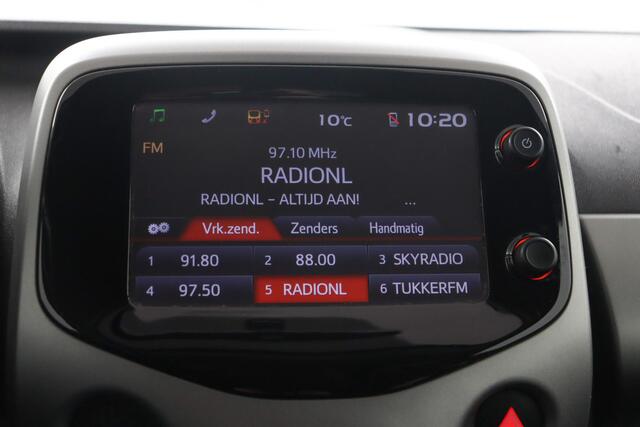 10°C 10:20
FM
97.10 MHz
RADIONL
RADIONL - ALTIJD AAN! ...
Vrk.zend. Zenders Handmatig
1 91.80 2 88.00 3 SKYRADIO
4 97.50 5 RADIONL 6 TUKKERFM